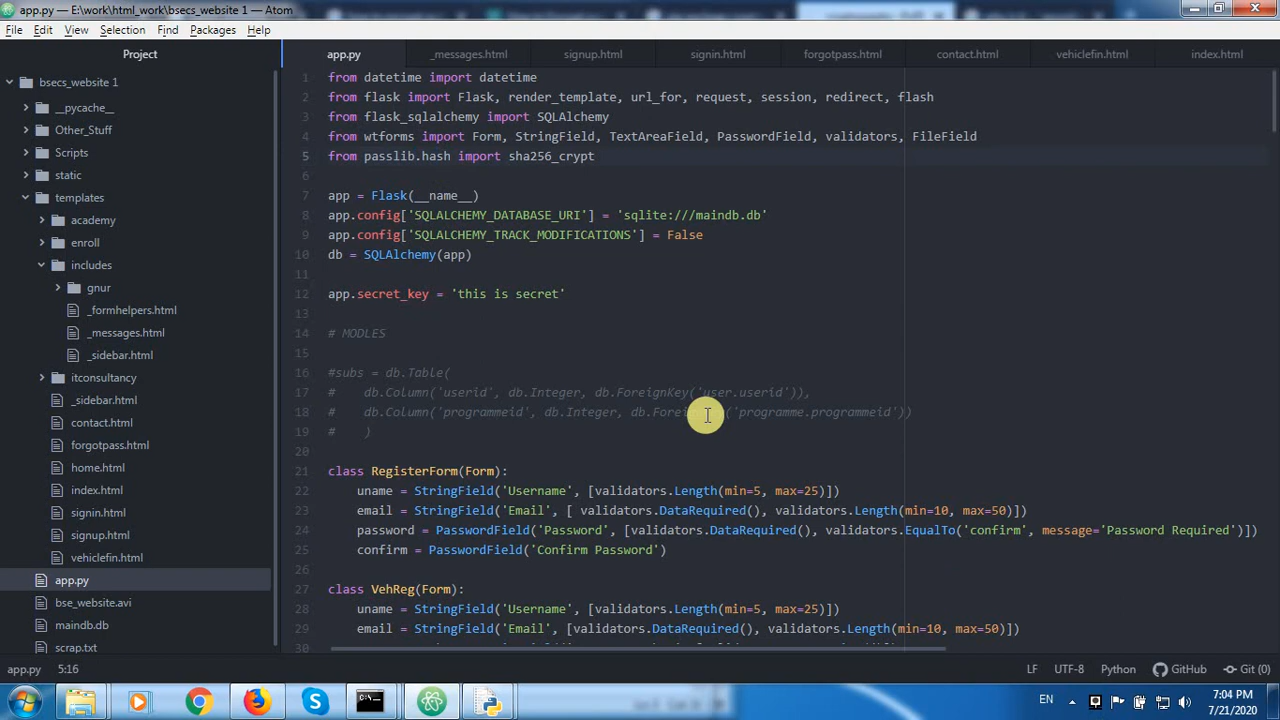 app.py — E:\work\html_work\bsecs_website 1 — Atom
File Edit View Selection Find Packages Help
Project
bsecs_website 1
__pycache__
Other_Stuff
Scripts
static
templates
academy
enroll
includes
gnur
_formhelpers.html
_messages.html
_sidebar.html
itconsultancy
_sidebar.html
contact.html
forgotpass.html
home.html
index.html
signin.html
signup.html
vehiclefin.html
app.py
bse_website.avi
maindb.db
scrap.txt
app.py _messages.html signup.html signin.html forgotpass.html contact.html vehiclefin.html index.html
1 from datetime import datetime
2 from flask import Flask, render_template, url_for, request, session, redirect, flash
3 from flask_sqlalchemy import SQLAlchemy
4 from wtforms import Form, StringField, TextAreaField, PasswordField, validators, FileField
5 from passlib.hash import sha256_crypt
6
7 app = Flask(__name__)
8 app.config['SQLALCHEMY_DATABASE_URI'] = 'sqlite:///maindb.db'
9 app.config['SQLALCHEMY_TRACK_MODIFICATIONS'] = False
10 db = SQLAlchemy(app)
11
12 app.secret_key = 'this is secret'
13
14 # MODLES
15
16 #subs = db.Table(
17 # db.Column('userid', db.Integer, db.ForeignKey('user.userid')),
18 # db.Column('programmeid', db.Integer, ('programme.programmeid'))
19 # )
20
21 class RegisterForm(Form):
22 uname = StringField('Username', [validators.Length(min=5, max=25)])
23 email = StringField('Email', [ validators.DataRequired(), validators.Length(min=10, max=50)])
24 password = PasswordField('Password', [validators.DataRequired(), validators.EqualTo('confirm', message='Password Required')])
25 confirm = PasswordField('Confirm Password')
26
27 class VehReg(Form):
28 uname = StringField('Username', [validators.Length(min=5, max=25)])
29 email = StringField('Email', [validators.DataRequired(), validators.Length(min=10, max=50)])
30
app.py 5:16 LF UTF-8 Python GitHub Git (0)
EN 7:04 PM
7/21/2020